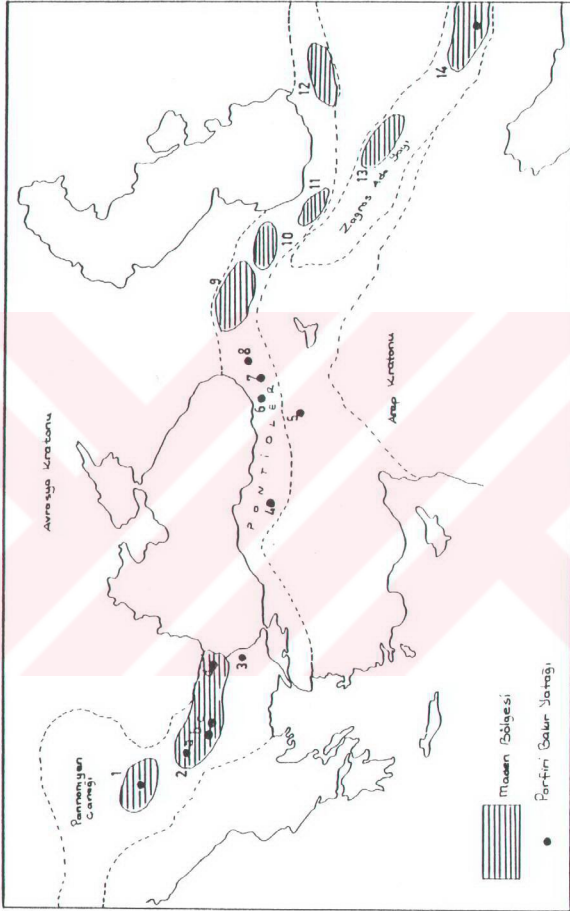 Avrasya Kratonu
Pannoniyen
Çanağı
1
2
a
b
c
d
3
PONTİDLER
4
5
6
7
8
9
10
11
12
13
14
Zagros Ada Yayı
Arap Kratonu
Maden Bölgesi
Porfiri Bakır Yatağı